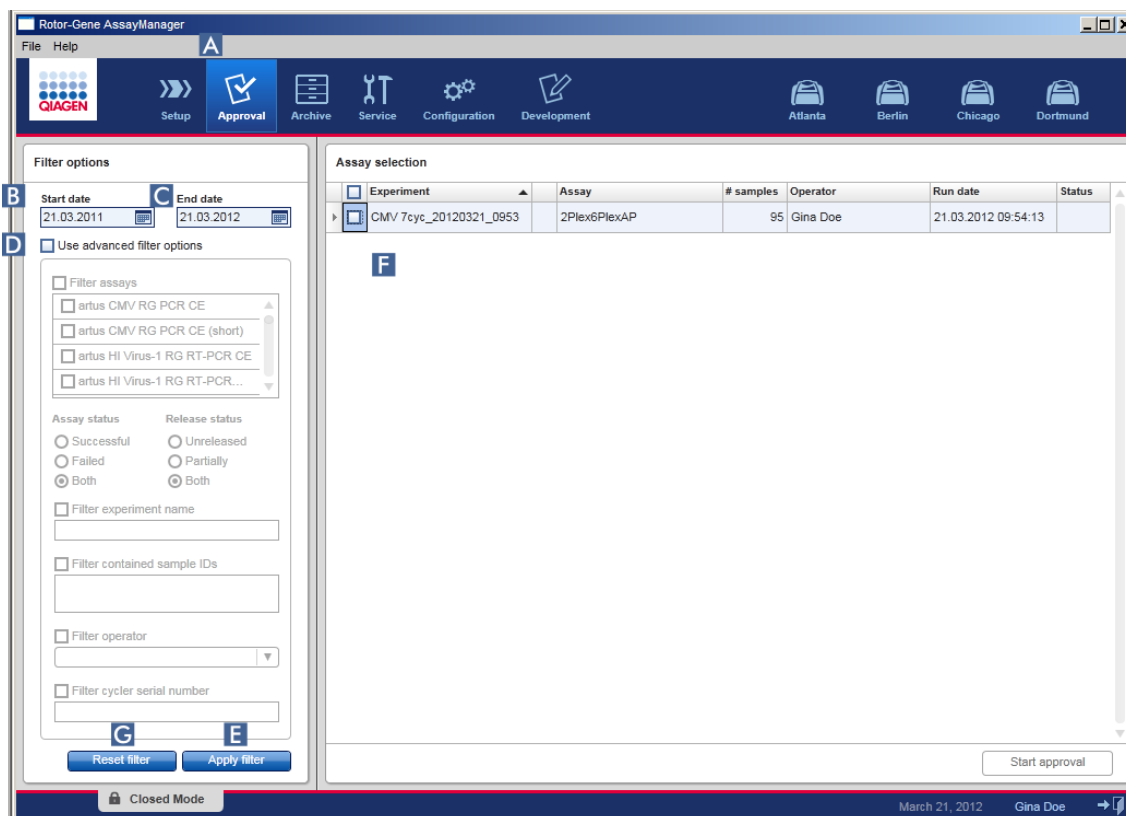 Rotor-Gene AssayManager
File Help
A
QIAGEN
Setup
Approval
Archive
Service
Configuration
Development
Atlanta
Berlin
Chicago
Dortmund
Filter options
B
Start date
C
End date
21.03.2011
21.03.2012
D
Use advanced filter options
Filter assays
artus CMV RG PCR CE
artus CMV RG PCR CE (short)
artus HI Virus-1 RG RT-PCR CE
artus HI Virus-1 RG RT-PCR...
Assay status Release status
Successful Unreleased
Failed Partially
Both Both
Filter experiment name
Filter contained sample IDs
Filter operator
Filter cycler serial number
G E
Reset filter Apply filter
Assay selection
Experiment Assay # samples Operator Run date Status
CMV 7cyc_20120321_0953 2Plex6PlexAP 95 Gina Doe 21.03.2012 09:54:13
F
Start approval
Closed Mode
March 21, 2012 Gina Doe